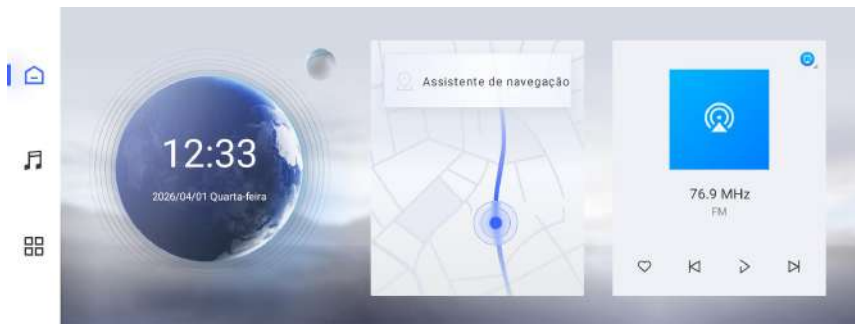 12:33
2026/04/01 Quarta-feira
Assistente de navegação
76.9 MHz
FM